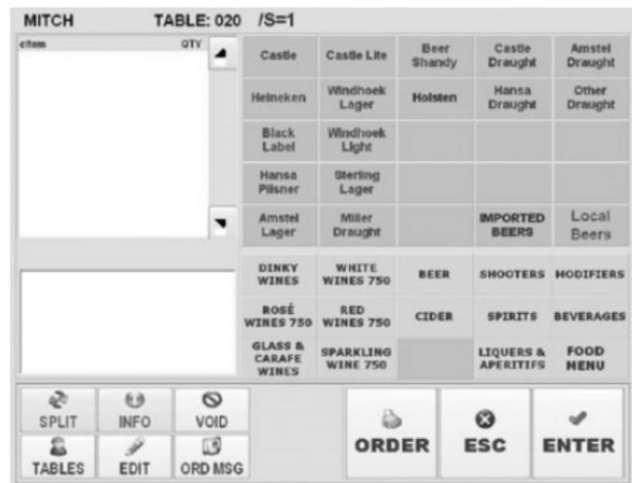 MITCH TABLE: 020 /S=1
cItem QTY
Castle
Castle Lite
Beer
Shandy
Castle
Draught
Amstel
Draught
Heineken
Windhoek
Lager
Holsten
Hansa
Draught
Other
Draught
Black
Label
Windhoek
Light
Hansa
Pilsner
Sterling
Lager
Amstel
Lager
Miller
Draught
IMPORTED
BEERS
Local
Beers
DINKY
WINES
WHITE
WINES 750
BEER
SHOOTERS
MODIFIERS
ROSÉ
WINES 750
RED
WINES 750
CIDER
SPIRITS
BEVERAGES
GLASS &
CARAFE
WINES
SPARKLING
WINE 750
LIQUERS &
APERITIFS
FOOD
MENU
SPLIT
INFO
VOID
TABLES
EDIT
ORD MSG
ORDER
ESC
ENTER